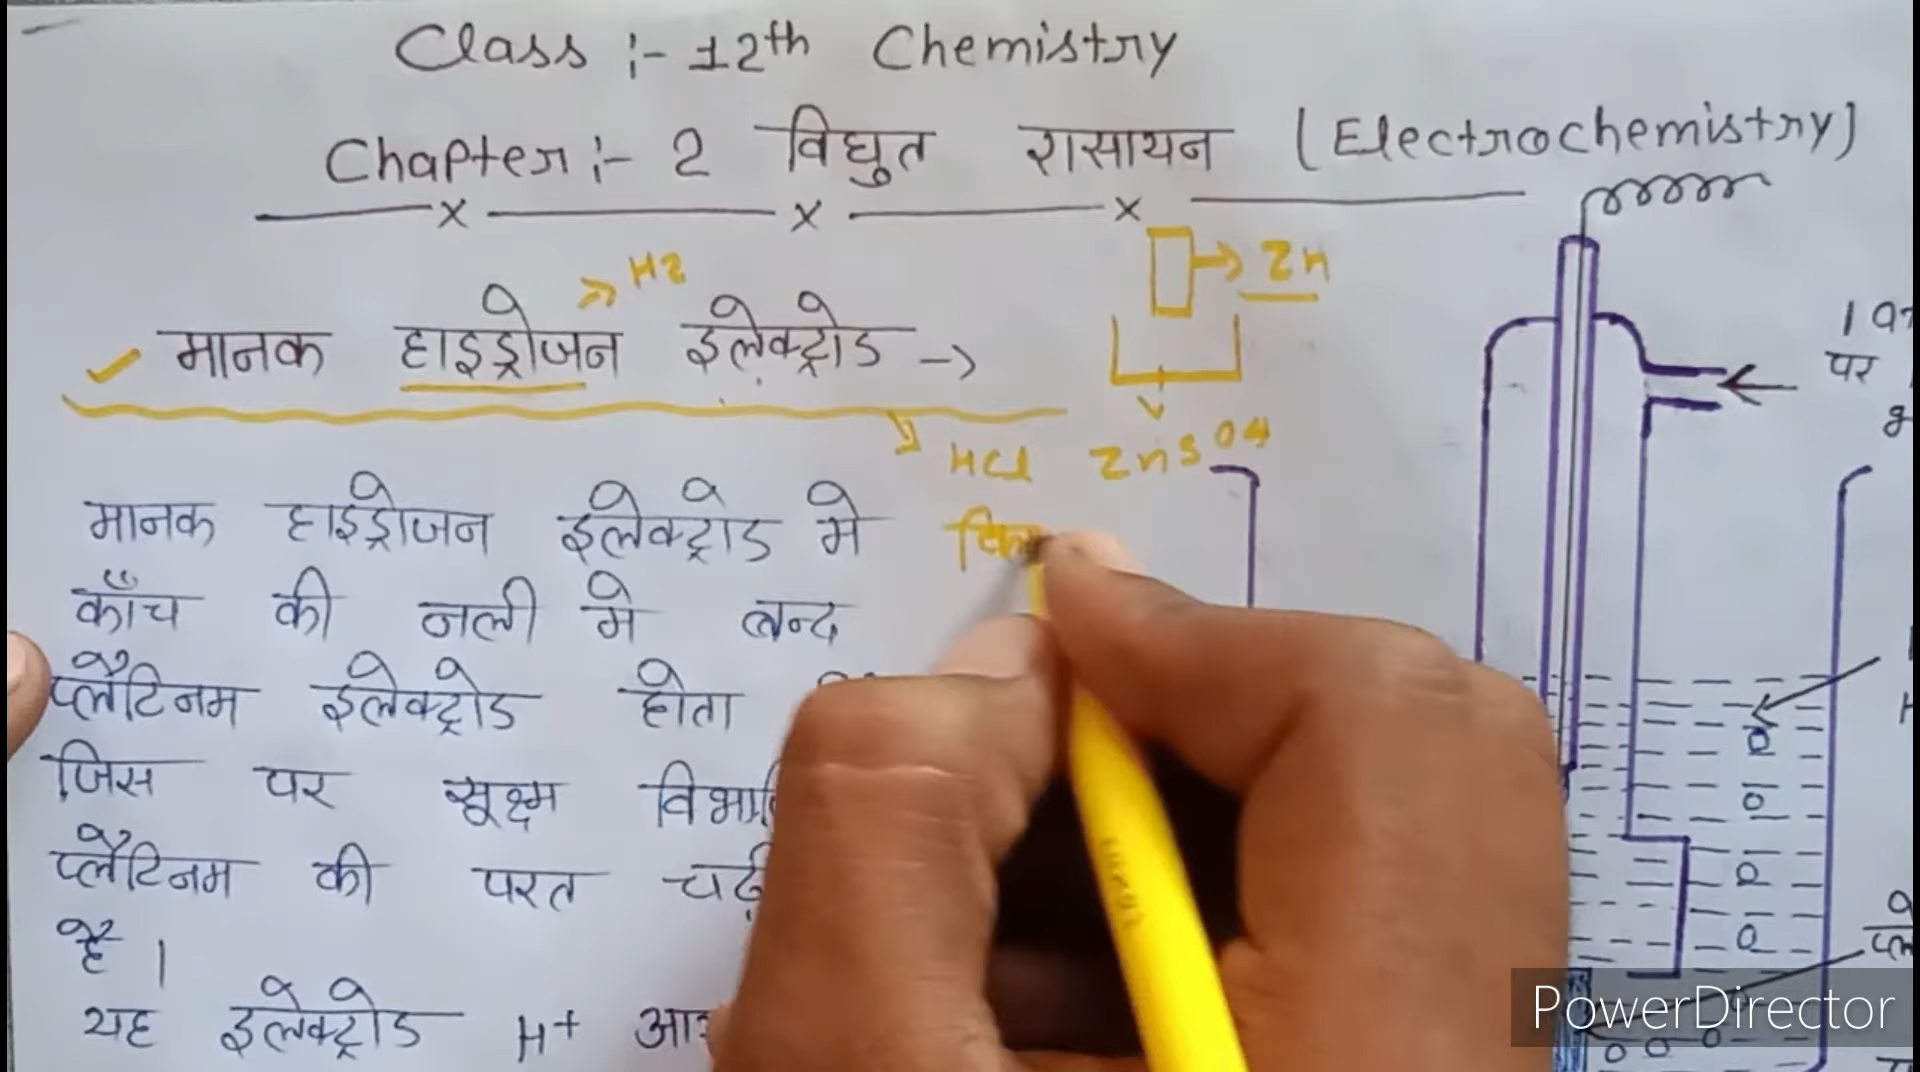 Class :- 12th Chemistry
Chapter :- 2 विधुत रासायन (Electrochemistry)
x x x
H2
Zn
मानक हाइड्रोजन इलेक्ट्रोड ->
1
पर
HCl ZnSO4
मानक हाइड्रोजन इलेक्ट्रोड मे
काँच की नली मे बन्द
प्लैटिनम इलेक्ट्रोड होता
जिस पर सूक्ष्म
प्लैटिनम की परत
है ।
यह इलेक्ट्रोड H+
PowerDirector